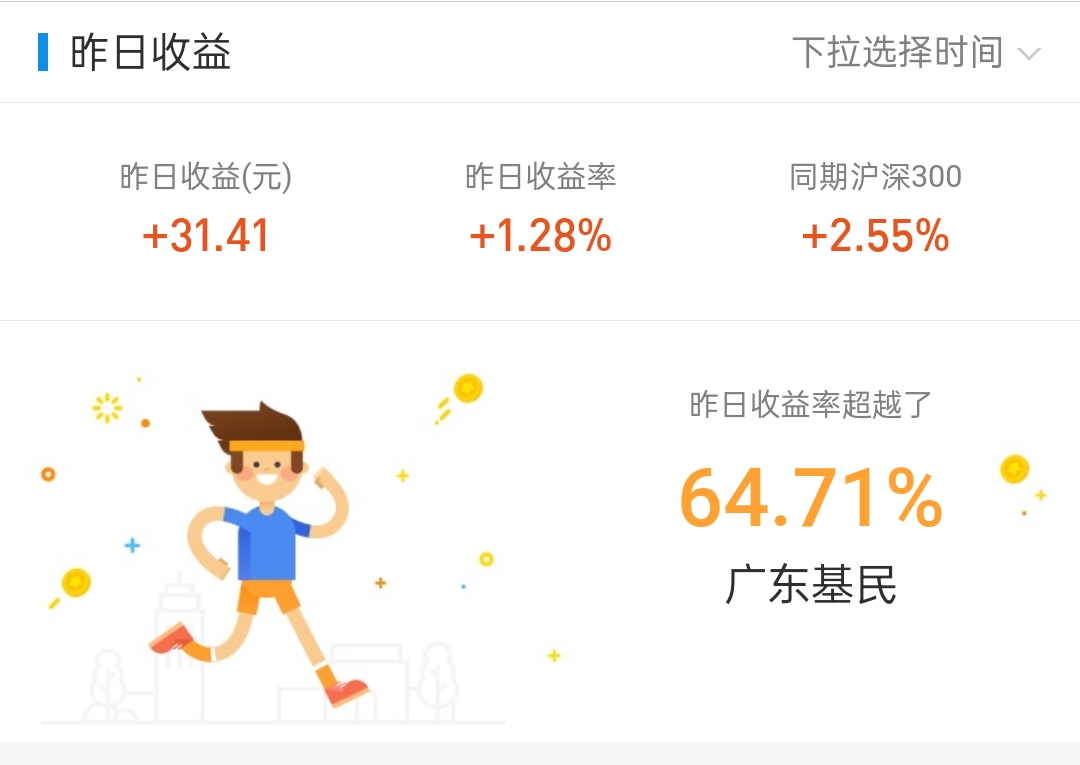 昨日收益
下拉选择时间
昨日收益(元)
昨日收益率
同期沪深300
+31.41
+1.28%
+2.55%
昨日收益率超越了
64.71%
广东基民